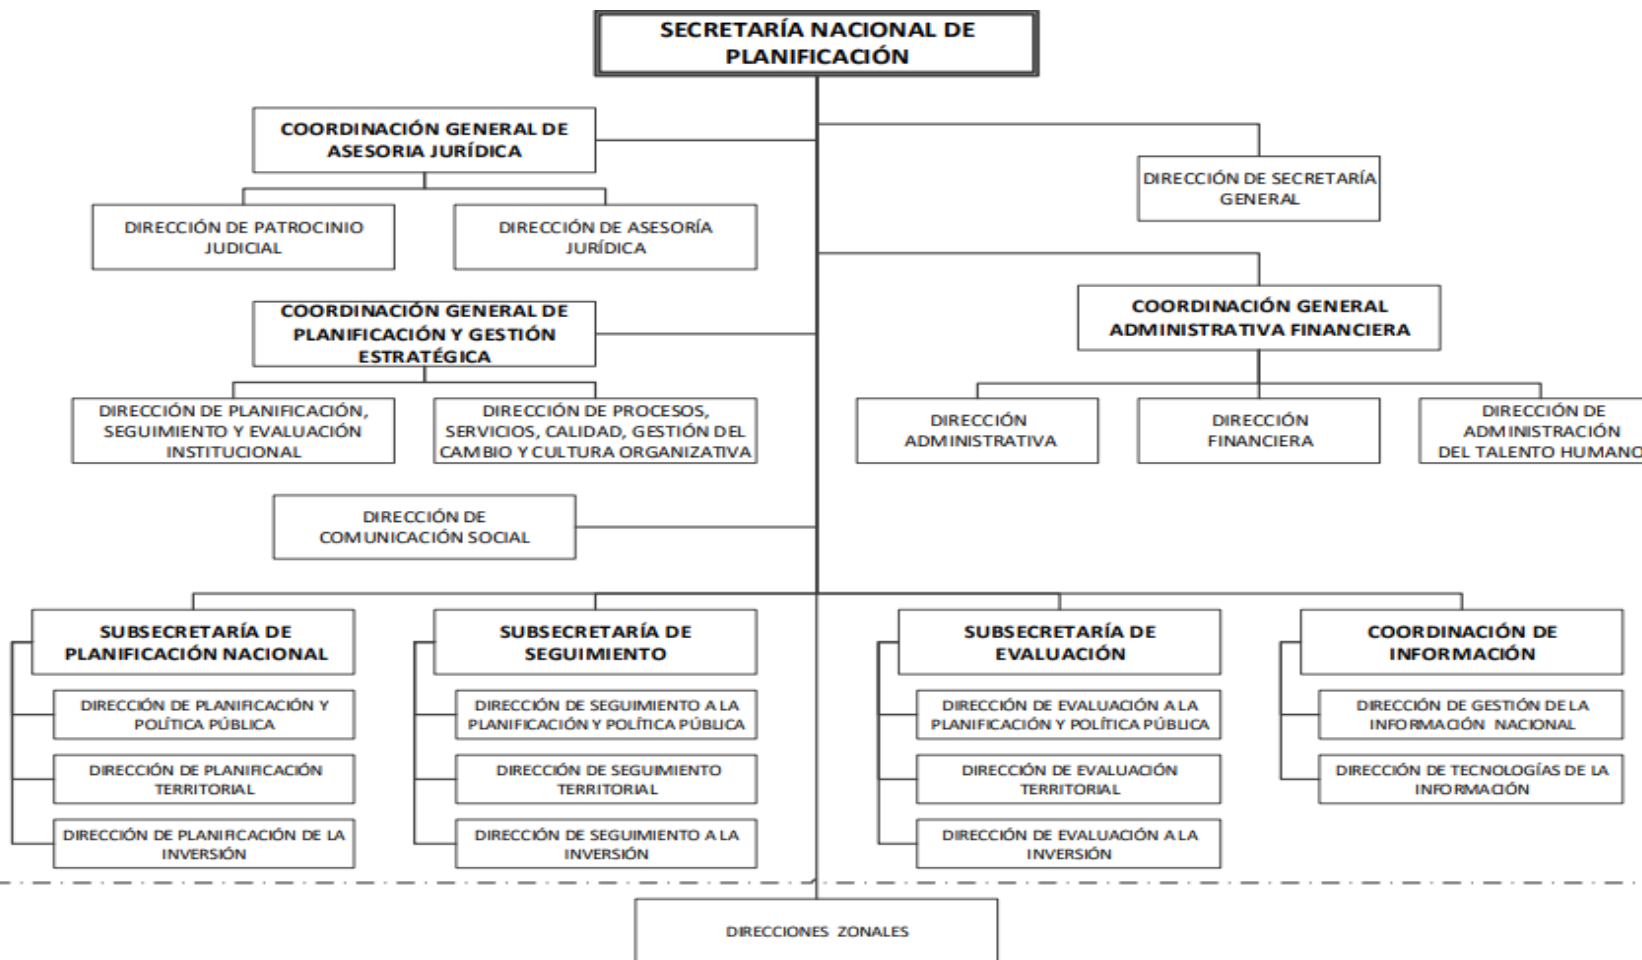 SECRETARÍA NACIONAL DE
PLANIFICACIÓN
COORDINACIÓN GENERAL DE
ASESORIA JURÍDICA
DIRECCIÓN DE SECRETARÍA
GENERAL
DIRECCIÓN DE PATROCINIO
JUDICIAL
DIRECCIÓN DE ASESORÍA
JURÍDICA
COORDINACIÓN GENERAL DE
PLANIFICACIÓN Y GESTIÓN
ESTRATÉGICA
COORDINACIÓN GENERAL
ADMINISTRATIVA FINANCIERA
DIRECCIÓN DE PLANIFICACIÓN,
SEGUIMIENTO Y EVALUACIÓN
INSTITUCIONAL
DIRECCIÓN DE PROCESOS,
SERVICIOS, CALIDAD, GESTIÓN DEL
CAMBIO Y CULTURA ORGANIZATIVA
DIRECCIÓN
ADMINISTRATIVA
DIRECCIÓN
FINANCIERA
DIRECCIÓN DE
ADMINISTRACIÓN
DEL TALENTO HUMANO
DIRECCIÓN DE
COMUNICACIÓN SOCIAL
SUBSECRETARÍA DE
PLANIFICACIÓN NACIONAL
DIRECCIÓN DE PLANIFICACIÓN Y
POLÍTICA PÚBLICA
DIRECCIÓN DE PLANIFICACIÓN
TERRITORIAL
DIRECCIÓN DE PLANIFICACIÓN DE LA
INVERSIÓN
SUBSECRETARÍA DE
SEGUIMIENTO
DIRECCIÓN DE SEGUIMIENTO A LA
PLANIFICACIÓN Y POLÍTICA PÚBLICA
DIRECCIÓN DE SEGUIMIENTO
TERRITORIAL
DIRECCIÓN DE SEGUIMIENTO A LA
INVERSIÓN
SUBSECRETARÍA DE
EVALUACIÓN
DIRECCIÓN DE EVALUACIÓN A LA
PLANIFICACIÓN Y POLÍTICA PÚBLICA
DIRECCIÓN DE EVALUACIÓN
TERRITORIAL
DIRECCIÓN DE EVALUACIÓN A LA
INVERSIÓN
COORDINACIÓN DE
INFORMACIÓN
DIRECCIÓN DE GESTIÓN DE LA
INFORMACIÓN NACIONAL
DIRECCIÓN DE TECNOLOGÍAS DE LA
INFORMACIÓN
DIRECCIONES ZONALES